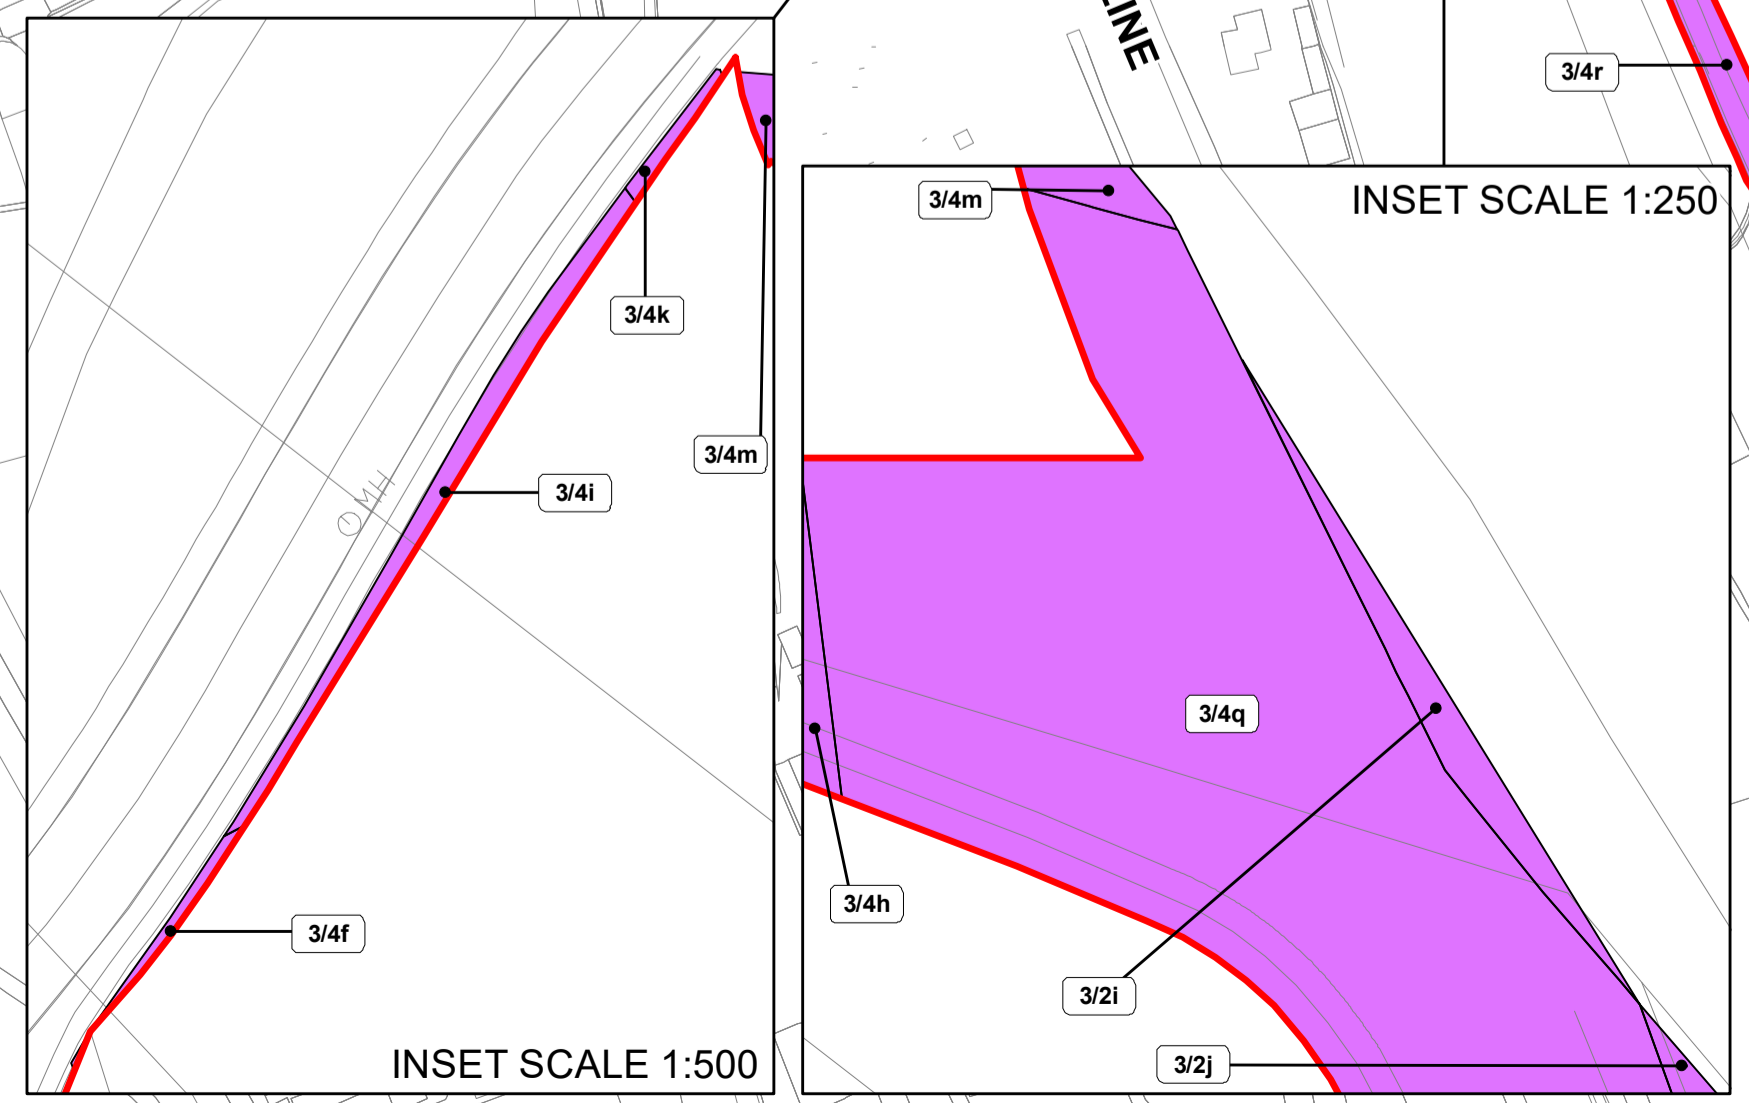 LINE
3/4r
3/4m
INSET SCALE 1:250
3/4k
3/4m
3/4i
MH
3/4q
3/4h
3/4f
3/2i
INSET SCALE 1:500
3/2j